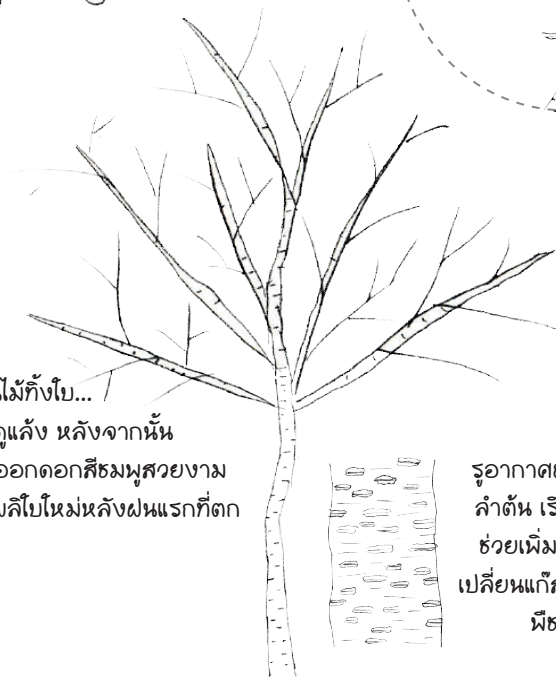 ไม้ทิ้งใบ...
ดูแล้ง หลังจากนั้น
ออกดอกสีชมพูสวยงาม
ผลิใบใหม่หลังฝนแรกที่ตก
รูอากาศ
ลำต้น เรี
ช่วยเพิ่ม
เปลี่ยนแก๊ส
พืช